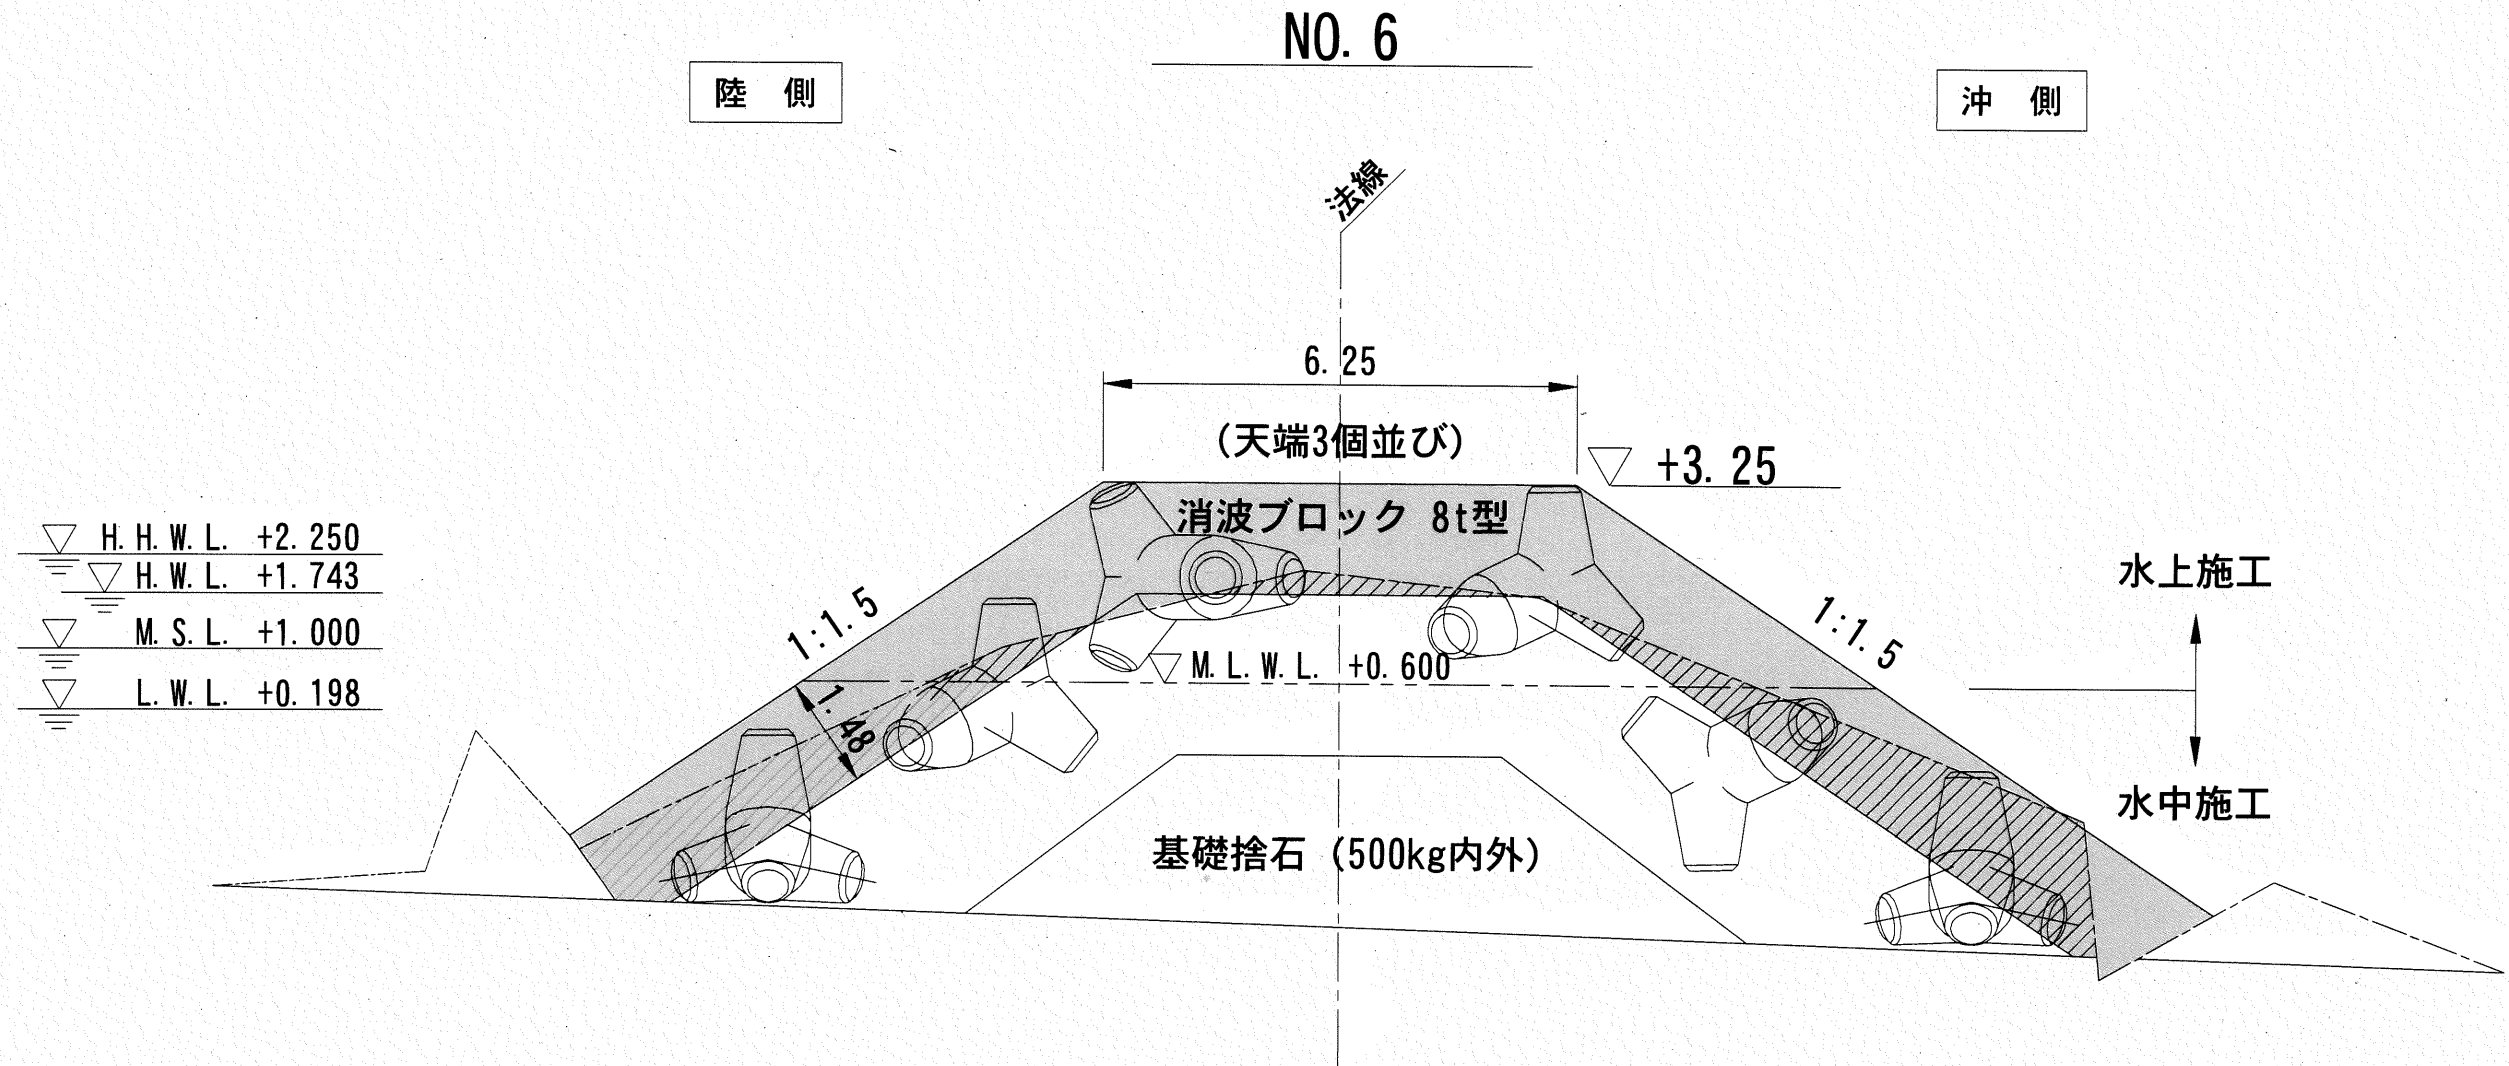 NO. 6
陸 側
沖 側
法線
6. 25
(天端3個並び)
+3. 25
消波ブロック 8t型
H. H. W. L. +2. 250
H. W. L. +1. 743
M. S. L. +1. 000
L. W. L. +0. 198
1:1. 5
1:1. 5
水上施工
M. L. W. L. +0. 600
1. 48
水中施工
基礎捨石 (500kg内外)